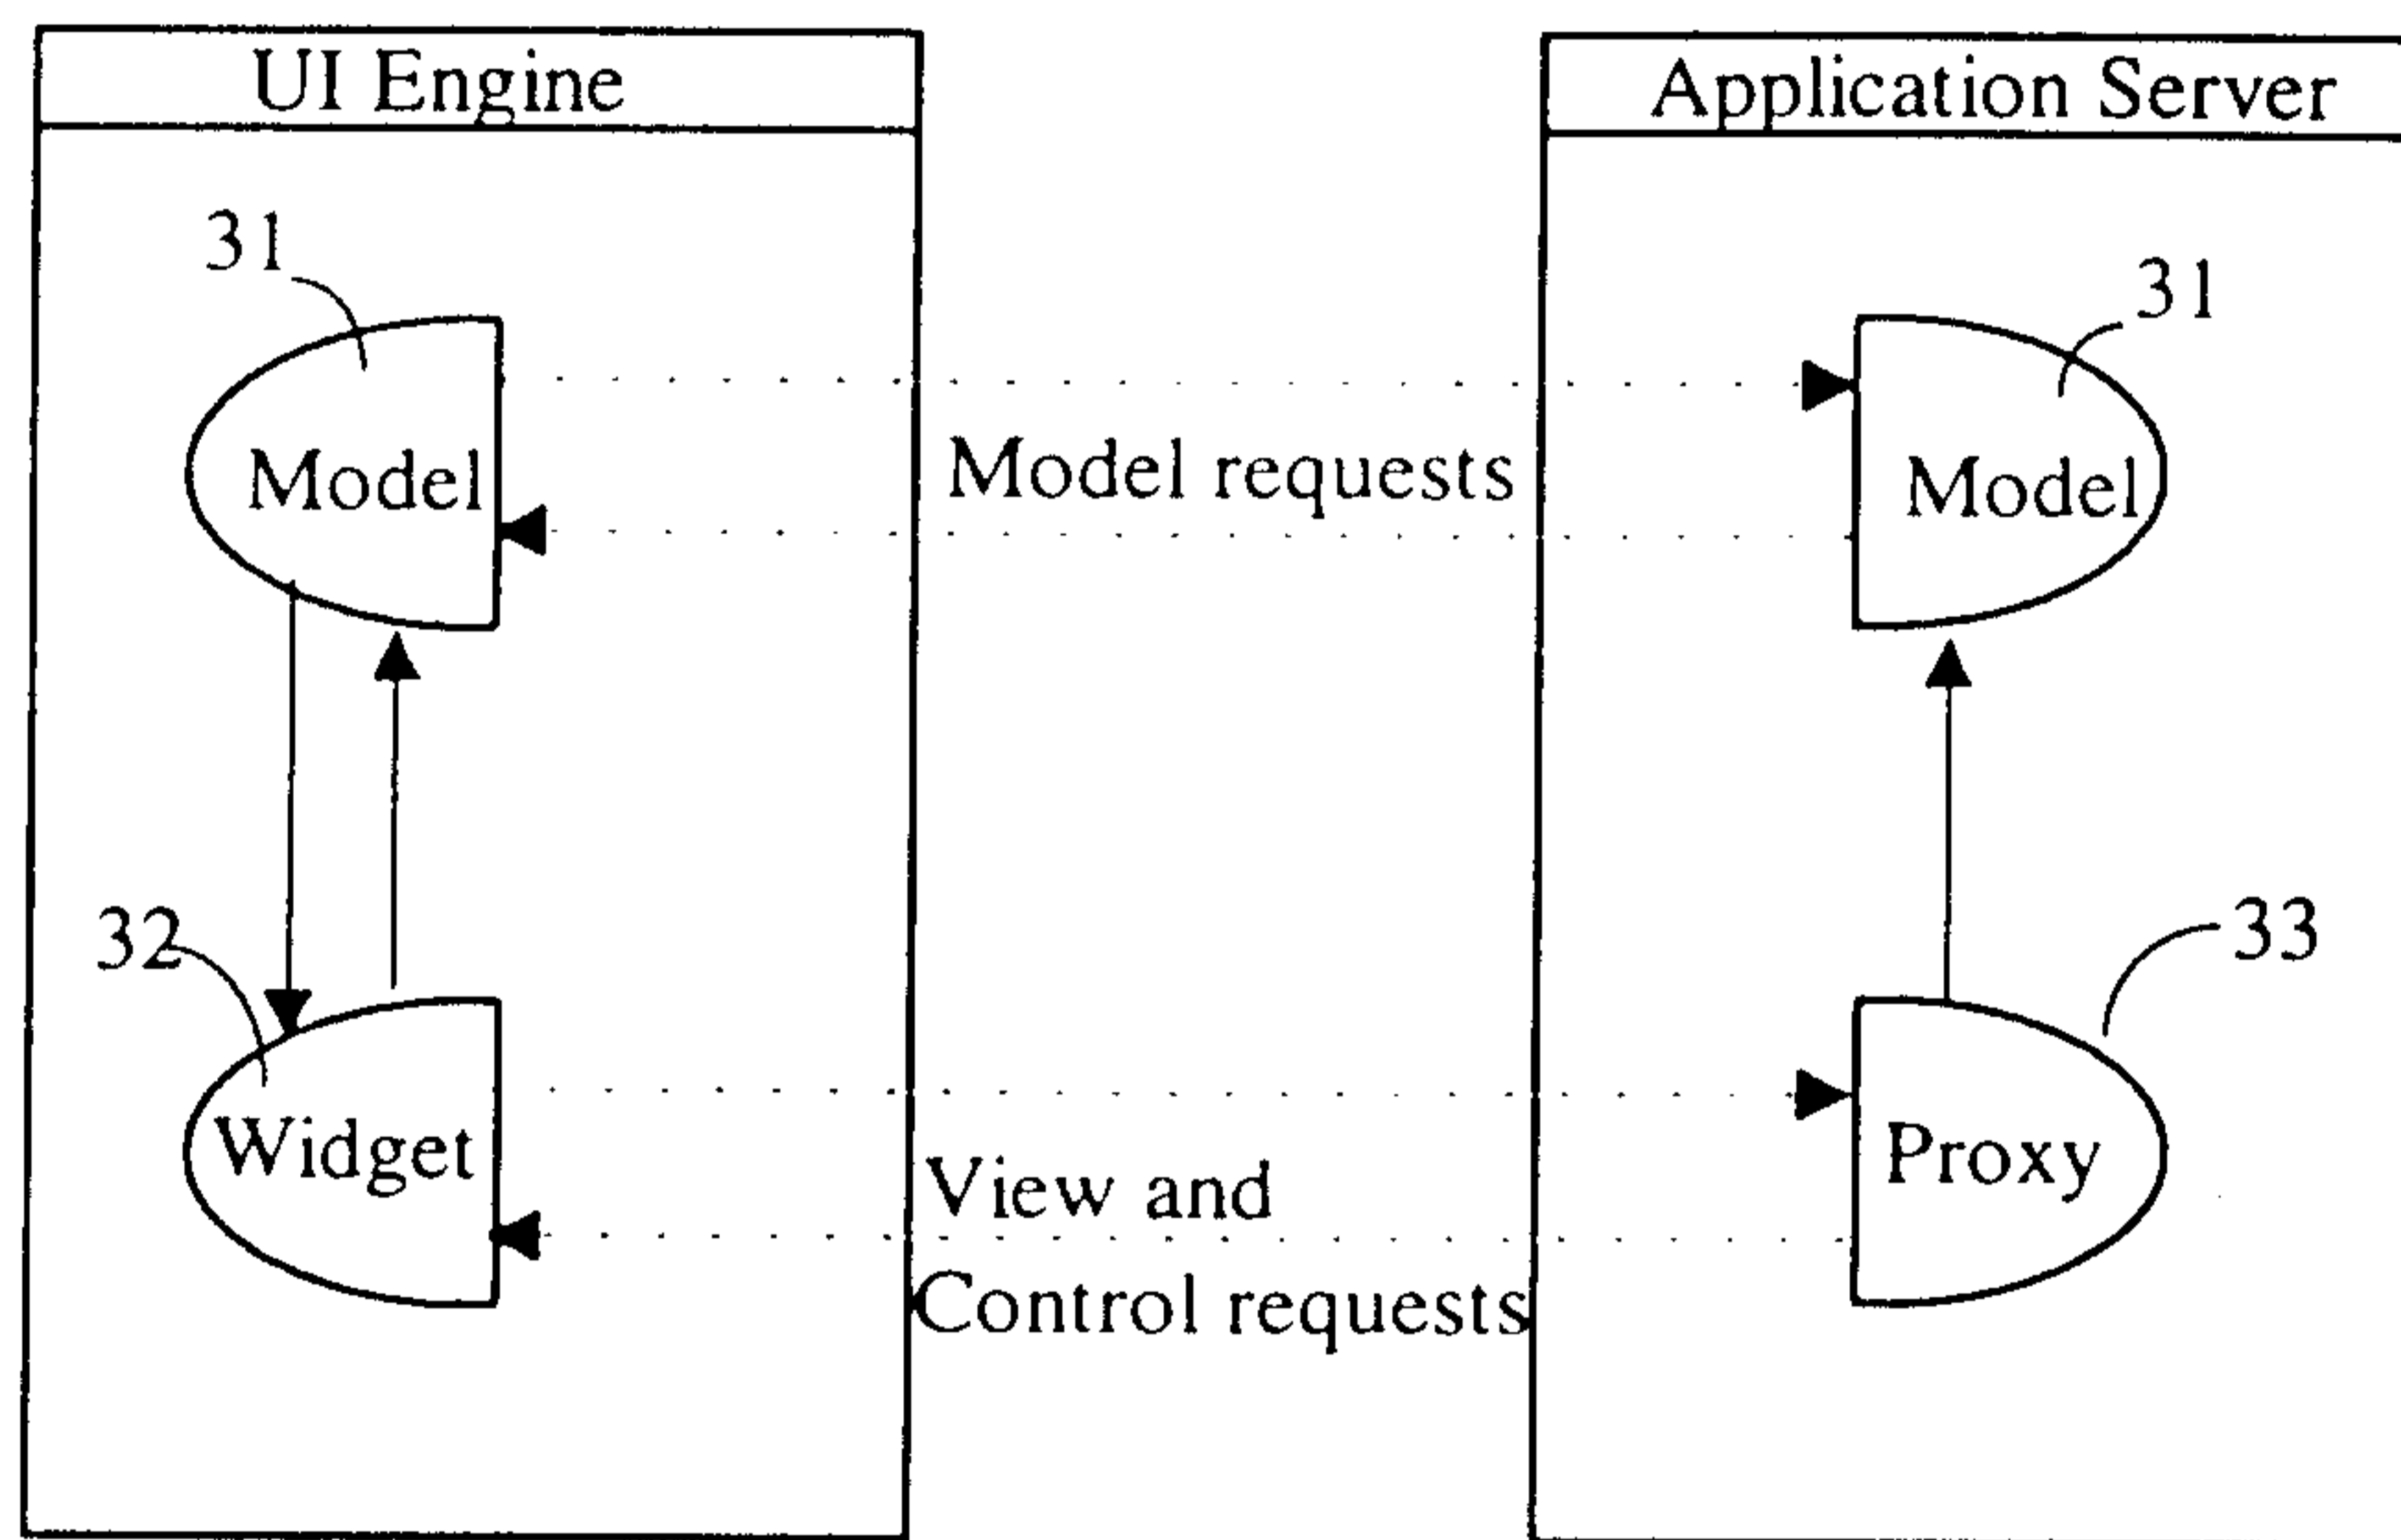 UI Engine
Application Server
31
31
Model
Model requests
Model
32
33
Widget
Proxy
View and
Control requests